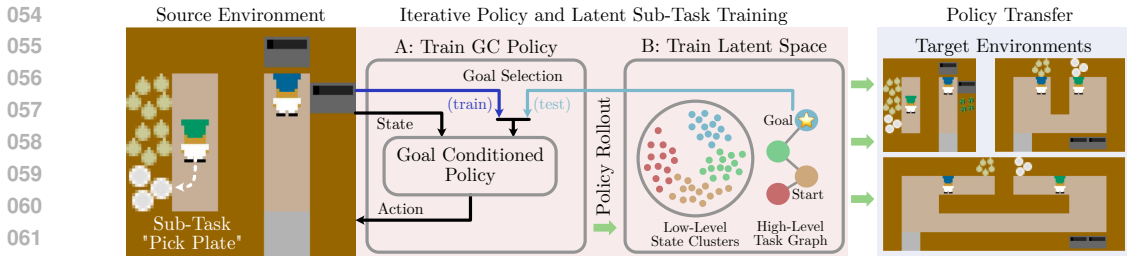 054
055
056
057
058
059
060
061
Source Environment
Sub-Task
"Pick Plate"
Iterative Policy and Latent Sub-Task Training
A: Train GC Policy
Goal Selection
(train)
(test)
State
Goal Conditioned
Policy
Action
Policy Rollout
B: Train Latent Space
Goal
Start
Low-Level
State Clusters
High-Level
Task Graph
Policy Transfer
Target Environments